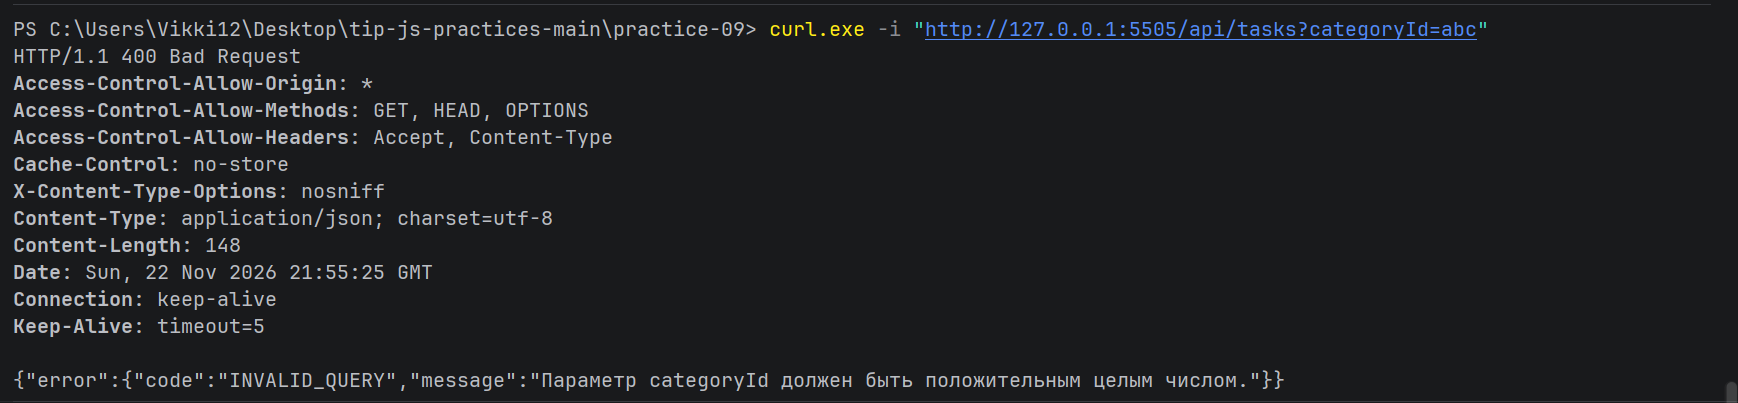 PS C:\Users\Vikki12\Desktop\tip-js-practices-main\practice-09> curl.exe -i "http://127.0.0.1:5505/api/tasks?categoryId=abc"
HTTP/1.1 400 Bad Request
Access-Control-Allow-Origin: *
Access-Control-Allow-Methods: GET, HEAD, OPTIONS
Access-Control-Allow-Headers: Accept, Content-Type
Cache-Control: no-store
X-Content-Type-Options: nosniff
Content-Type: application/json; charset=utf-8
Content-Length: 148
Date: Sun, 22 Nov 2026 21:55:25 GMT
Connection: keep-alive
Keep-Alive: timeout=5
{"error":{"code":"INVALID_QUERY","message":"Параметр categoryId должен быть положительным целым числом."}}